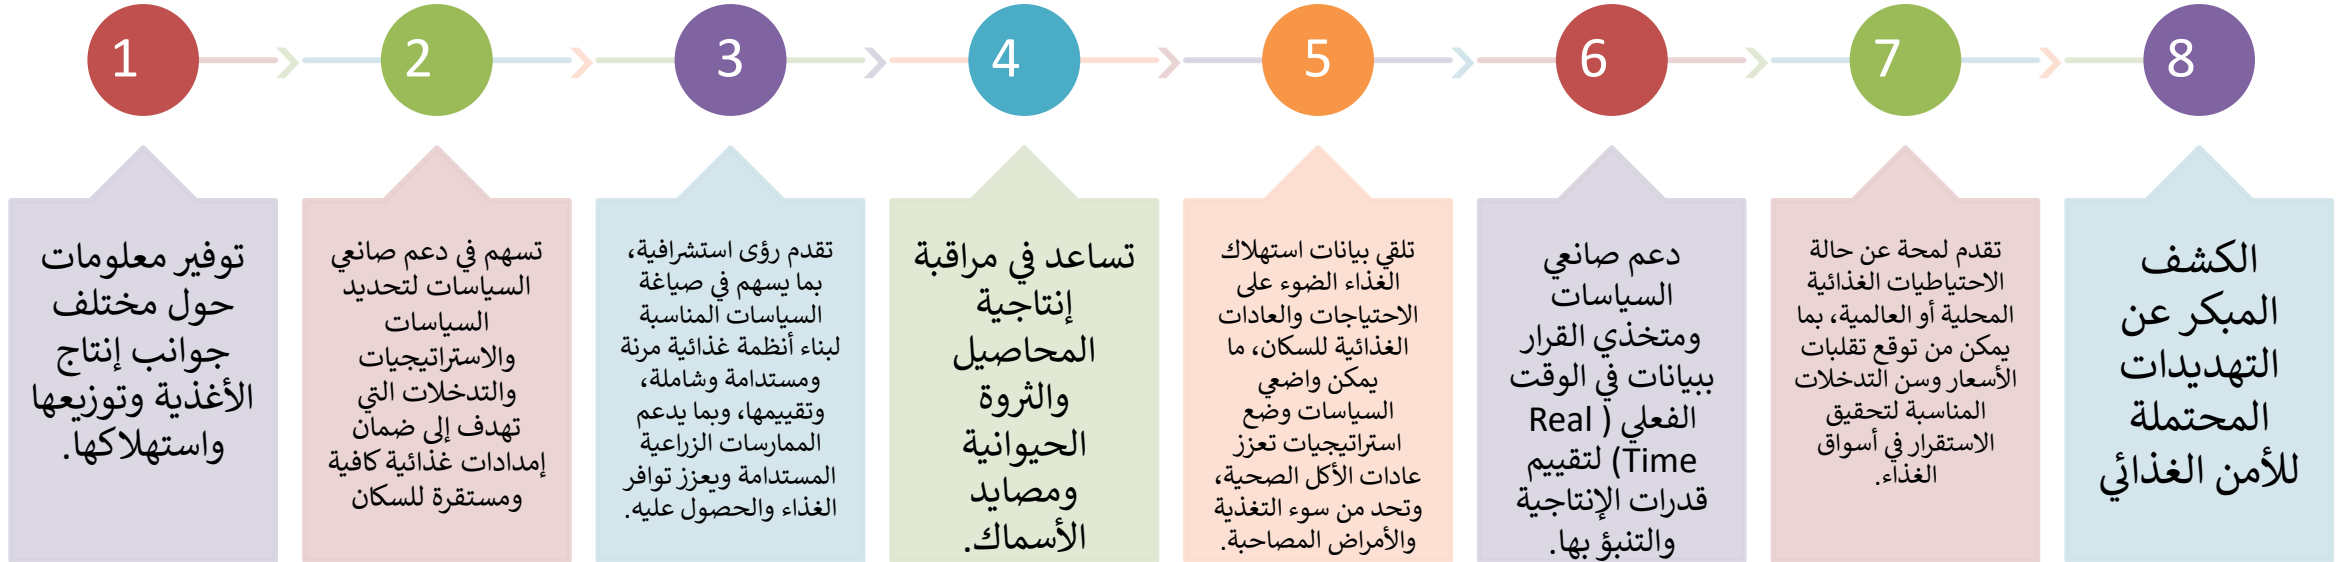 1
توفير معلومات
حول مختلف
جوانب إنتاج
الأغذية وتوزيعها
واستهلاكها.
2
تسهم في دعم صانعي
السياسات لتحديد
السياسات
والاستراتيجيات
والتدخلات التي
تهدف إلى ضمان
إمدادات غذائية كافية
ومستقرة للسكان
3
تقدم رؤى استشرافية،
بما يسهم في صياغة
السياسات المناسبة
لبناء أنظمة غذائية مرنة
ومستدامة وشاملة،
وتقييمها، وبما يدعم
الممارسات الزراعية
المستدامة ويعزز توافر
الغذاء والحصول عليه.
4
تساعد في مراقبة
إنتاجية
المحاصيل
والثروة
الحيوانية
ومصايد
الأسماك.
5
تلقي بيانات استهلاك
الغذاء الضوء على
الاحتياجات والعادات
الغذائية للسكان، ما
يمكن واضعي
السياسات وضع
استراتيجيات تعزز
عادات الأكل الصحية،
وتحد من سوء التغذية
والأمراض المصاحبة.
6
دعم صانعي
السياسات
ومتخذي القرار
ببيانات في الوقت
الفعلي (Real
Time) لتقييم
قدرات الإنتاجية
والتنبؤ بها.
7
تقدم لمحة عن حالة
الاحتياطيات الغذائية
المحلية أو العالمية، بما
يمكن من توقع تقلبات
الأسعار وسن التدخلات
المناسبة لتحقيق
الاستقرار في أسواق
الغذاء.
8
الكشف
المبكر عن
التهديدات
المحتملة
للأمن الغذائي